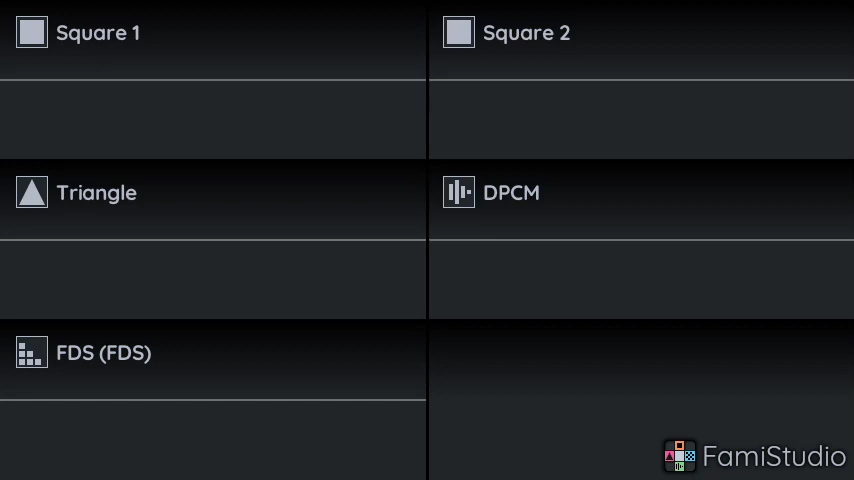 Square 1
Square 2
Triangle
DPCM
FDS (FDS)
FamiStudio